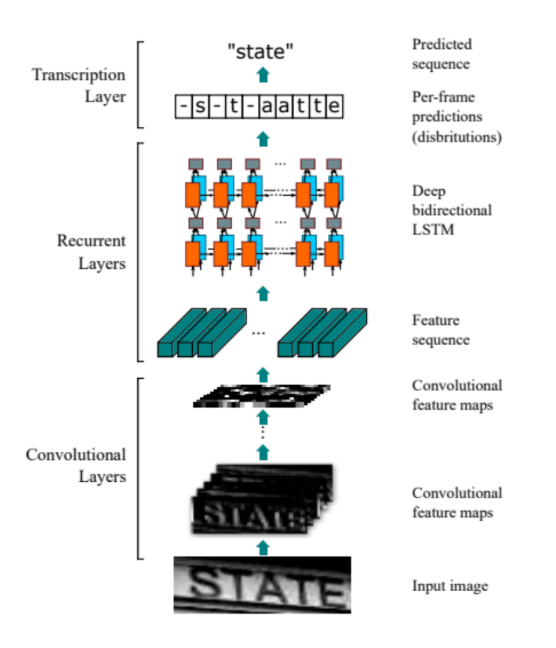 "state"
Predicted
sequence
Transcription
Layer
-s-t-aatte
Per-frame
predictions
(disbritutions)
Recurrent
Layers
...
...
Deep
bidirectional
LSTM
...
Feature
sequence
Convolutional
Layers
Convolutional
feature maps
STATE
Convolutional
feature maps
STATE
Input image